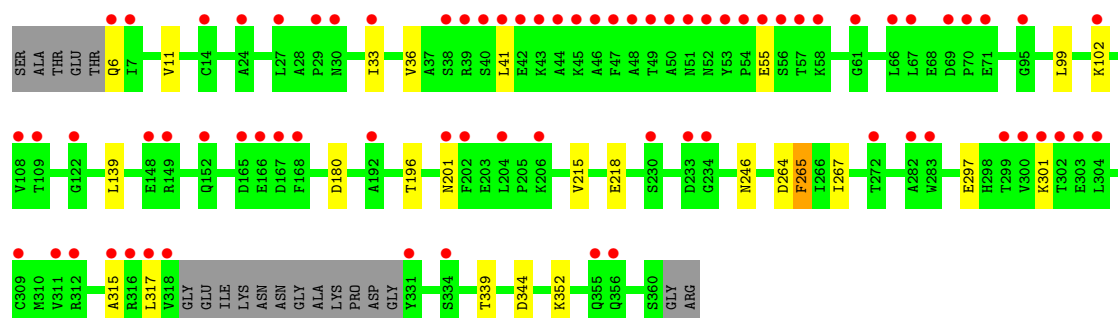 SER ALA THR GLU THR Q6 I7 V11 C14 A24 L27 A28 P29 N30 I33 V36 A37 S38 R39 S40 L41 E42 K43 A44 K45 A46 F47 A48 T49 A50 N51 N52 Y53 P54 E55 S56 T57 K58 G61 L66 L67 E68 D69 P70 E71 G95 L99 K102
V108 T109 G122 L139 E148 R149 Q152 D165 E166 D167 F168 D180 A192 T196 N201 F202 E203 L204 P205 K206 V215 E218 S230 D233 G234 N246 D264 F265 I266 I267 T272 A282 W283 E297 H298 T299 V300 K301 T302 E303 L304
C309 M310 V311 R312 A315 R316 L317 V318 GLY GLU ILE LYS ASN ASN GLY ALA LYS PRO ASP GLY Y331 S334 T339 D344 K352 Q355 Q356 S360 GLY ARG